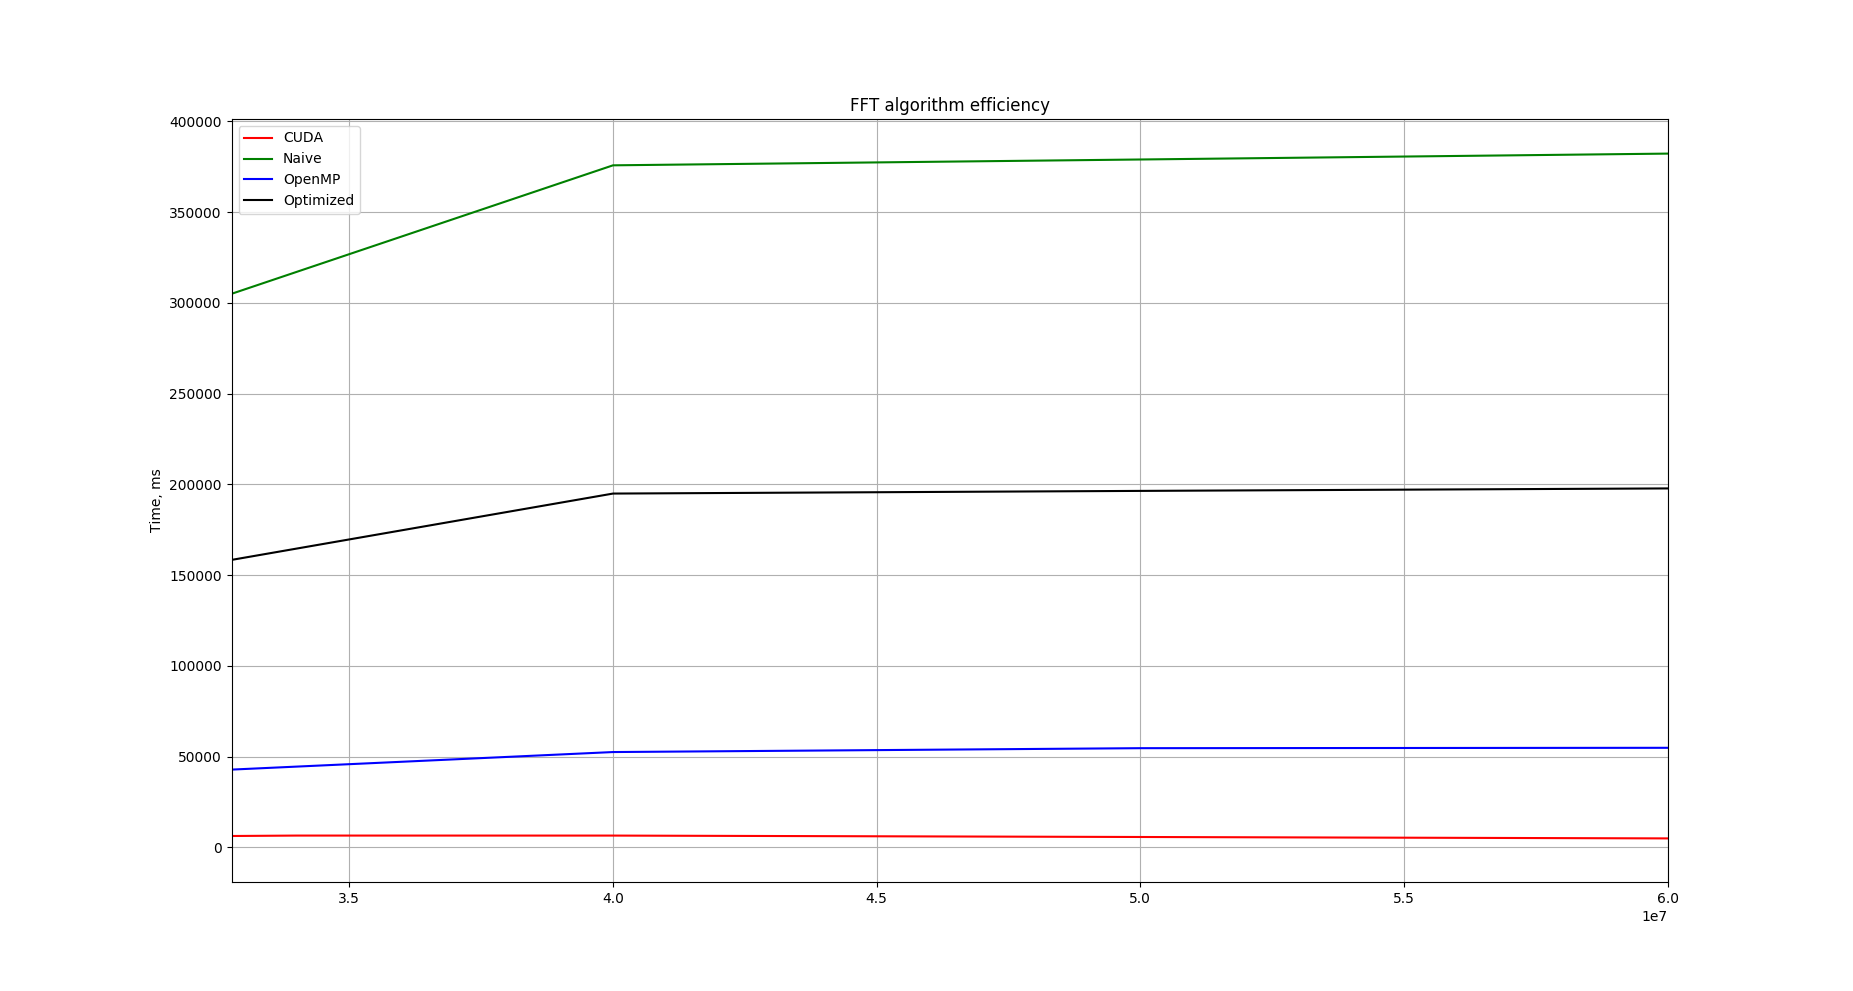 FFT algorithm efficiency
400000
350000
300000
250000
200000
150000
100000
50000
0
Time, ms
CUDA
Naive
OpenMP
Optimized
3.5 4.0 4.5 5.0 5.5 6.0
1e7